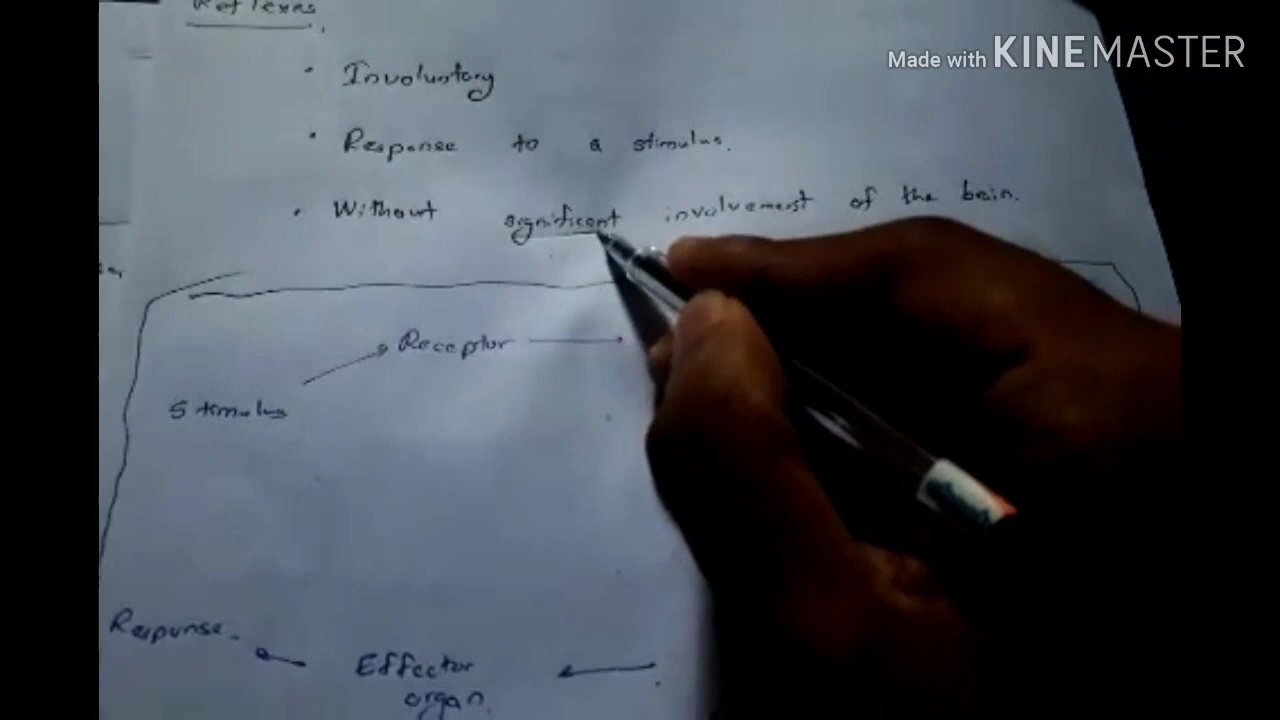 Made with KINEMASTER
Reflexes.
• Involuntary
• Response to a stimulus.
• Without significant involvement of the brain.
Receptor
Stimulus
Response.
Effector
organ.